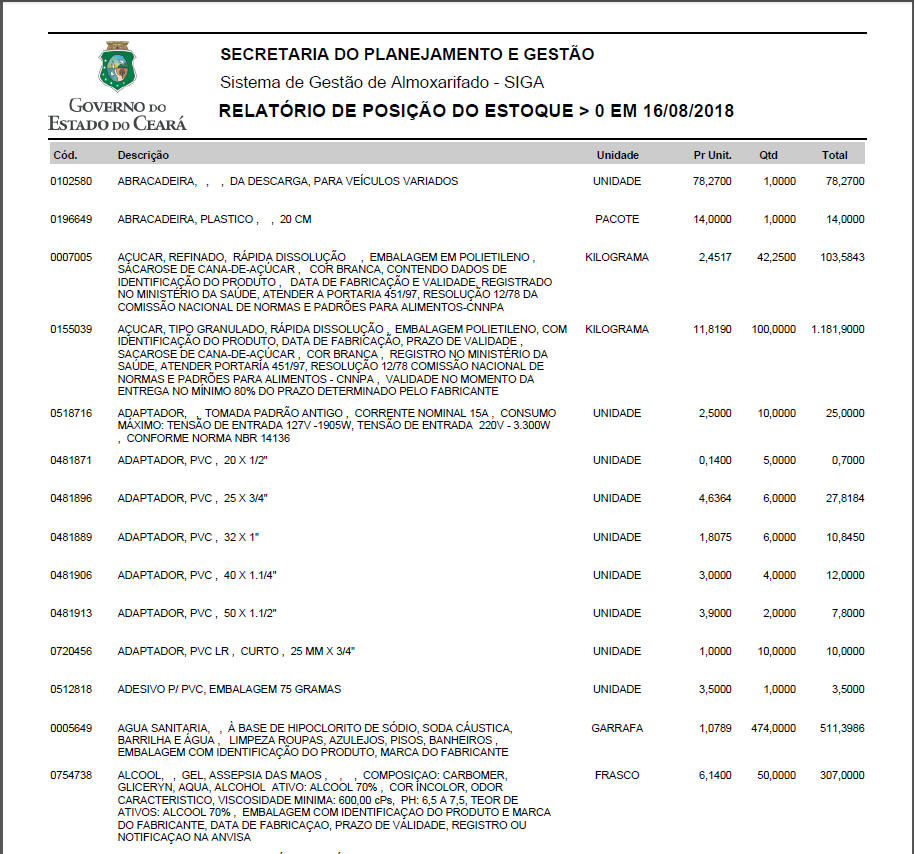 SECRETARIA DO PLANEJAMENTO E GESTÃO
Sistema de Gestão de Almoxarifado - SIGA
GOVERNO DO
ESTADO DO CEARÁ
RELATÓRIO DE POSIÇÃO DO ESTOQUE > 0 EM 16/08/2018
Cód. Descrição Unidade Pr Unit. Qtd Total
0102580 ABRACADEIRA, , , DA DESCARGA, PARA VEÍCULOS VARIADOS UNIDADE 78,2700 1,0000 78,2700
0196649 ABRACADEIRA, PLASTICO , , 20 CM PACOTE 14,0000 1,0000 14,0000
0007005 AÇUCAR, REFINADO, RÁPIDA DISSOLUÇÃO , EMBALAGEM EM POLIETILENO , KILOGRAMA 2,4517 42,2500 103,5843
SACAROSE DE CANA-DE-AÇÚCAR , COR BRANCA, CONTENDO DADOS DE
IDENTIFICAÇÃO DO PRODUTO , DATA DE FABRICAÇÃO E VALIDADE, REGISTRADO
NO MINISTÉRIO DA SAÚDE, ATENDER A PORTARIA 451/97, RESOLUÇÃO 12/78 DA
COMISSÃO NACIONAL DE NORMAS E PADRÕES PARA ALIMENTOS-CNNPA
0155039 AÇUCAR, TIPO GRANULADO, RÁPIDA DISSOLUÇÃO , EMBALAGEM POLIETILENO, COM KILOGRAMA 11,8190 100,0000 1.181,9000
IDENTIFICAÇÃO DO PRODUTO, DATA DE FABRICAÇÃO, PRAZO DE VALIDADE ,
SACAROSE DE CANA-DE-AÇÚCAR , COR BRANCA , REGISTRO NO MINISTÉRIO DA
SAÚDE, ATENDER PORTARIA 451/97, RESOLUÇÃO 12/78 COMISSÃO NACIONAL DE
NORMAS E PADRÕES PARA ALIMENTOS - CNNPA , VALIDADE NO MOMENTO DA
ENTREGA NO MÍNIMO 80% DO PRAZO DETERMINADO PELO FABRICANTE
0518716 ADAPTADOR, , TOMADA PADRÃO ANTIGO , CORRENTE NOMINAL 15A , CONSUMO UNIDADE 2,5000 10,0000 25,0000
MÁXIMO: TENSÃO DE ENTRADA 127V -1905W, TENSÃO DE ENTRADA 220V - 3.300W
, CONFORME NORMA NBR 14136
0481871 ADAPTADOR, PVC , 20 X 1/2" UNIDADE 0,1400 5,0000 0,7000
0481896 ADAPTADOR, PVC , 25 X 3/4" UNIDADE 4,6364 6,0000 27,8184
0481889 ADAPTADOR, PVC , 32 X 1" UNIDADE 1,8075 6,0000 10,8450
0481906 ADAPTADOR, PVC , 40 X 1.1/4" UNIDADE 3,0000 4,0000 12,0000
0481913 ADAPTADOR, PVC , 50 X 1.1/2" UNIDADE 3,9000 2,0000 7,8000
0720456 ADAPTADOR, PVC LR , CURTO , 25 MM X 3/4" UNIDADE 1,0000 10,0000 10,0000
0512818 ADESIVO P/ PVC, EMBALAGEM 75 GRAMAS UNIDADE 3,5000 1,0000 3,5000
0005649 AGUA SANITARIA, , À BASE DE HIPOCLORITO DE SÓDIO, SODA CÁUSTICA, GARRAFA 1,0789 474,0000 511,3986
BARRILHA E ÁGUA , LIMPEZA ROUPAS, AZULEJOS, PISOS, BANHEIROS ,
EMBALAGEM COM IDENTIFICAÇÃO DO PRODUTO, MARCA DO FABRICANTE
0754738 ALCOOL, , GEL, ASSEPSIA DAS MAOS , , , COMPOSIÇAO: CARBOMER, FRASCO 6,1400 50,0000 307,0000
GLICERYN, AQUA, ALCOHOL ATIVO: ALCOOL 70% , COR INCOLOR, ODOR
CARACTERISTICO, VISCOSIDADE MINIMA: 600,00 cPs, PH: 6,5 A 7,5, TEOR DE
ATIVOS: ALCOOL 70% , EMBALAGEM COM IDENTIFICAÇAO DO PRODUTO E MARCA
DO FABRICANTE, DATA DE FABRICAÇAO, PRAZO DE VALIDADE, REGISTRO OU
NOTIFICAÇAO NA ANVISA